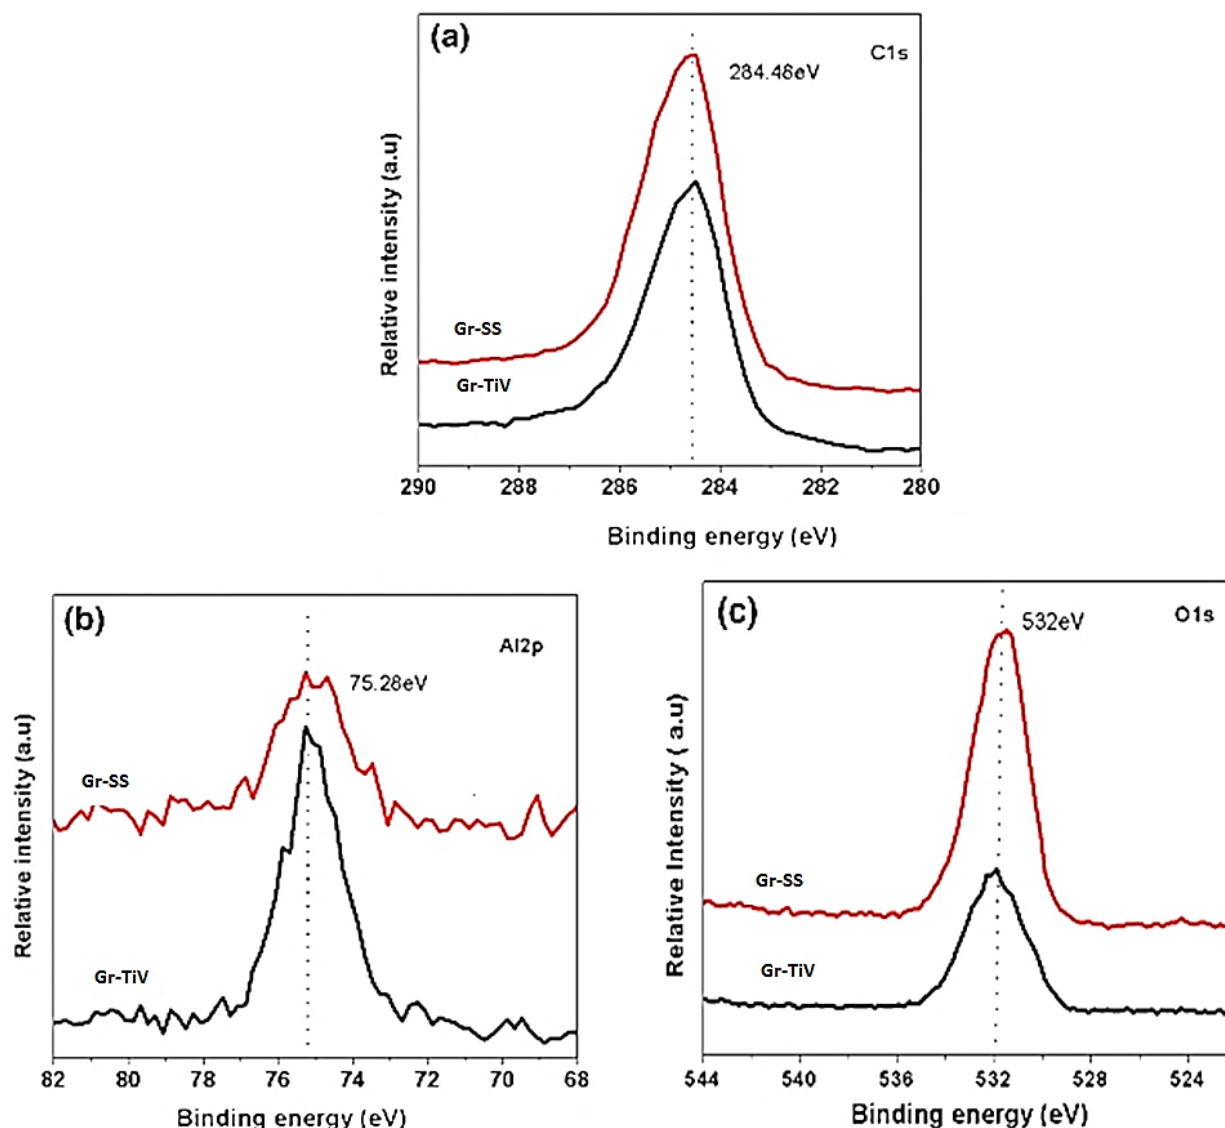 (a)
C1s
284.48eV
Relative intensity (a.u)
Gr-SS
Gr-TiV
290 288 286 284 282 280
Binding energy (eV)
(b)
Al2p
75.28eV
Relative intensity (a.u)
Gr-SS
Gr-TiV
82 80 78 76 74 72 70 68
Binding energy (eV)
(c)
O1s
532eV
Relative Intensity ( a.u)
Gr-SS
Gr-TiV
544 540 536 532 528 524
Binding energy (eV)